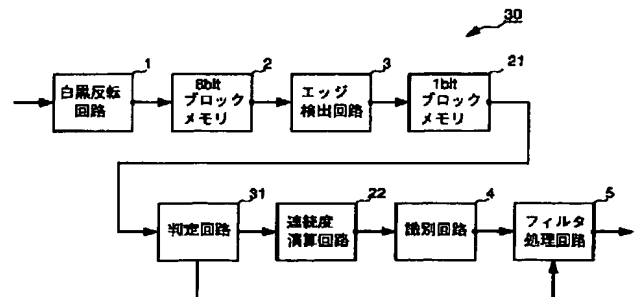 30
1
2
3
21
白黒反転
回路
8bit
ブロック
メモリ
エッジ
検出回路
1bit
ブロック
メモリ
31
22
4
5
判定回路
連続度
演算回路
識別回路
フィルタ
処理回路